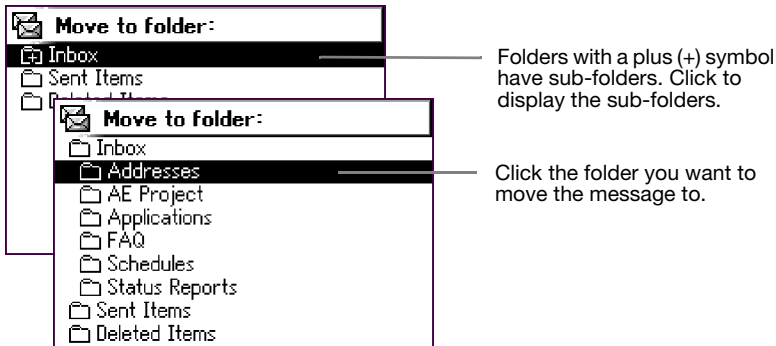 Move to folder:
Inbox
Sent Items
Deleted Items
Move to folder:
Inbox
Addresses
AE Project
Applications
FAQ
Schedules
Status Reports
Sent Items
Deleted Items
Folders with a plus (+) symbol
have sub-folders. Click to
display the sub-folders.
Click the folder you want to
move the message to.